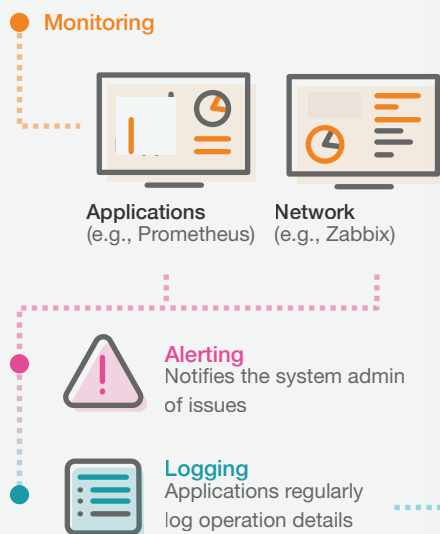 Monitoring
Applications
(e.g., Prometheus)
Network
(e.g., Zabbix)
Alerting
Notifies the system admin
of issues
Logging
Applications regularly
log operation details